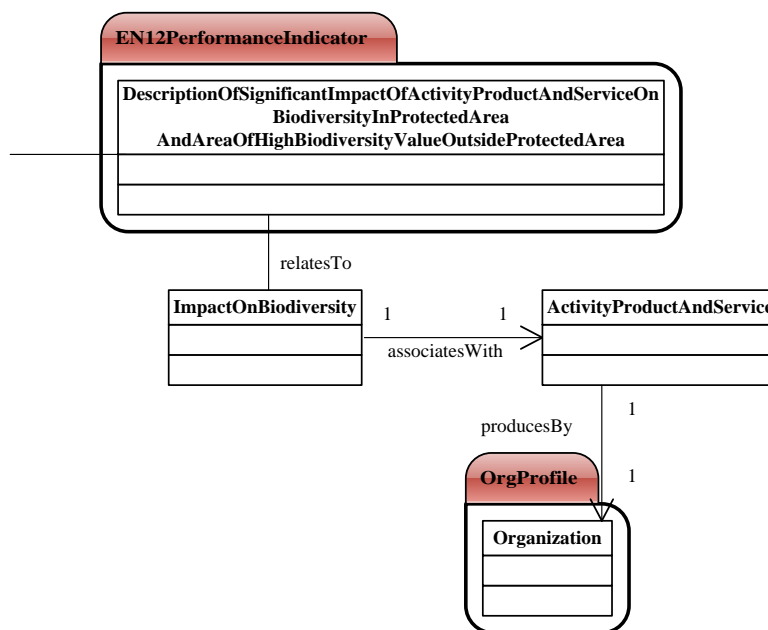 EN12PerformanceIndicator
DescriptionOfSignificantImpactOfActivityProductAndServiceOn
BiodiversityInProtectedArea
AndAreaOfHighBiodiversityValueOutsideProtectedArea
relatesTo
ImpactOnBiodiversity
1
1
ActivityProductAndService
associatesWith
1
producesBy
1
OrgProfile
Organization